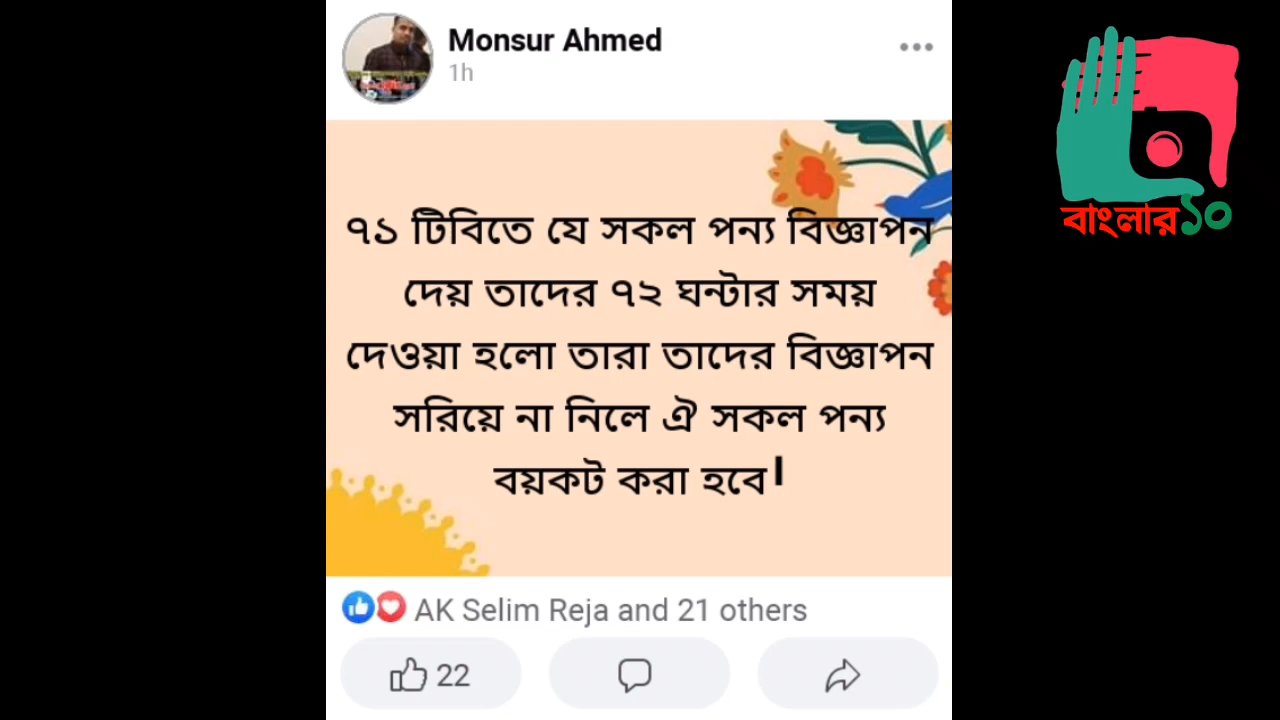 Monsur Ahmed
1h
৭১ টিবিতে যে সকল পন্য বিজ্ঞাপন
দেয় তাদের ৭২ ঘন্টার সময়
দেওয়া হলো তারা তাদের বিজ্ঞাপন
সরিয়ে না নিলে ঐ সকল পন্য
বয়কট করা হবে।
AK Selim Reja and 21 others
22
বাংলার১০